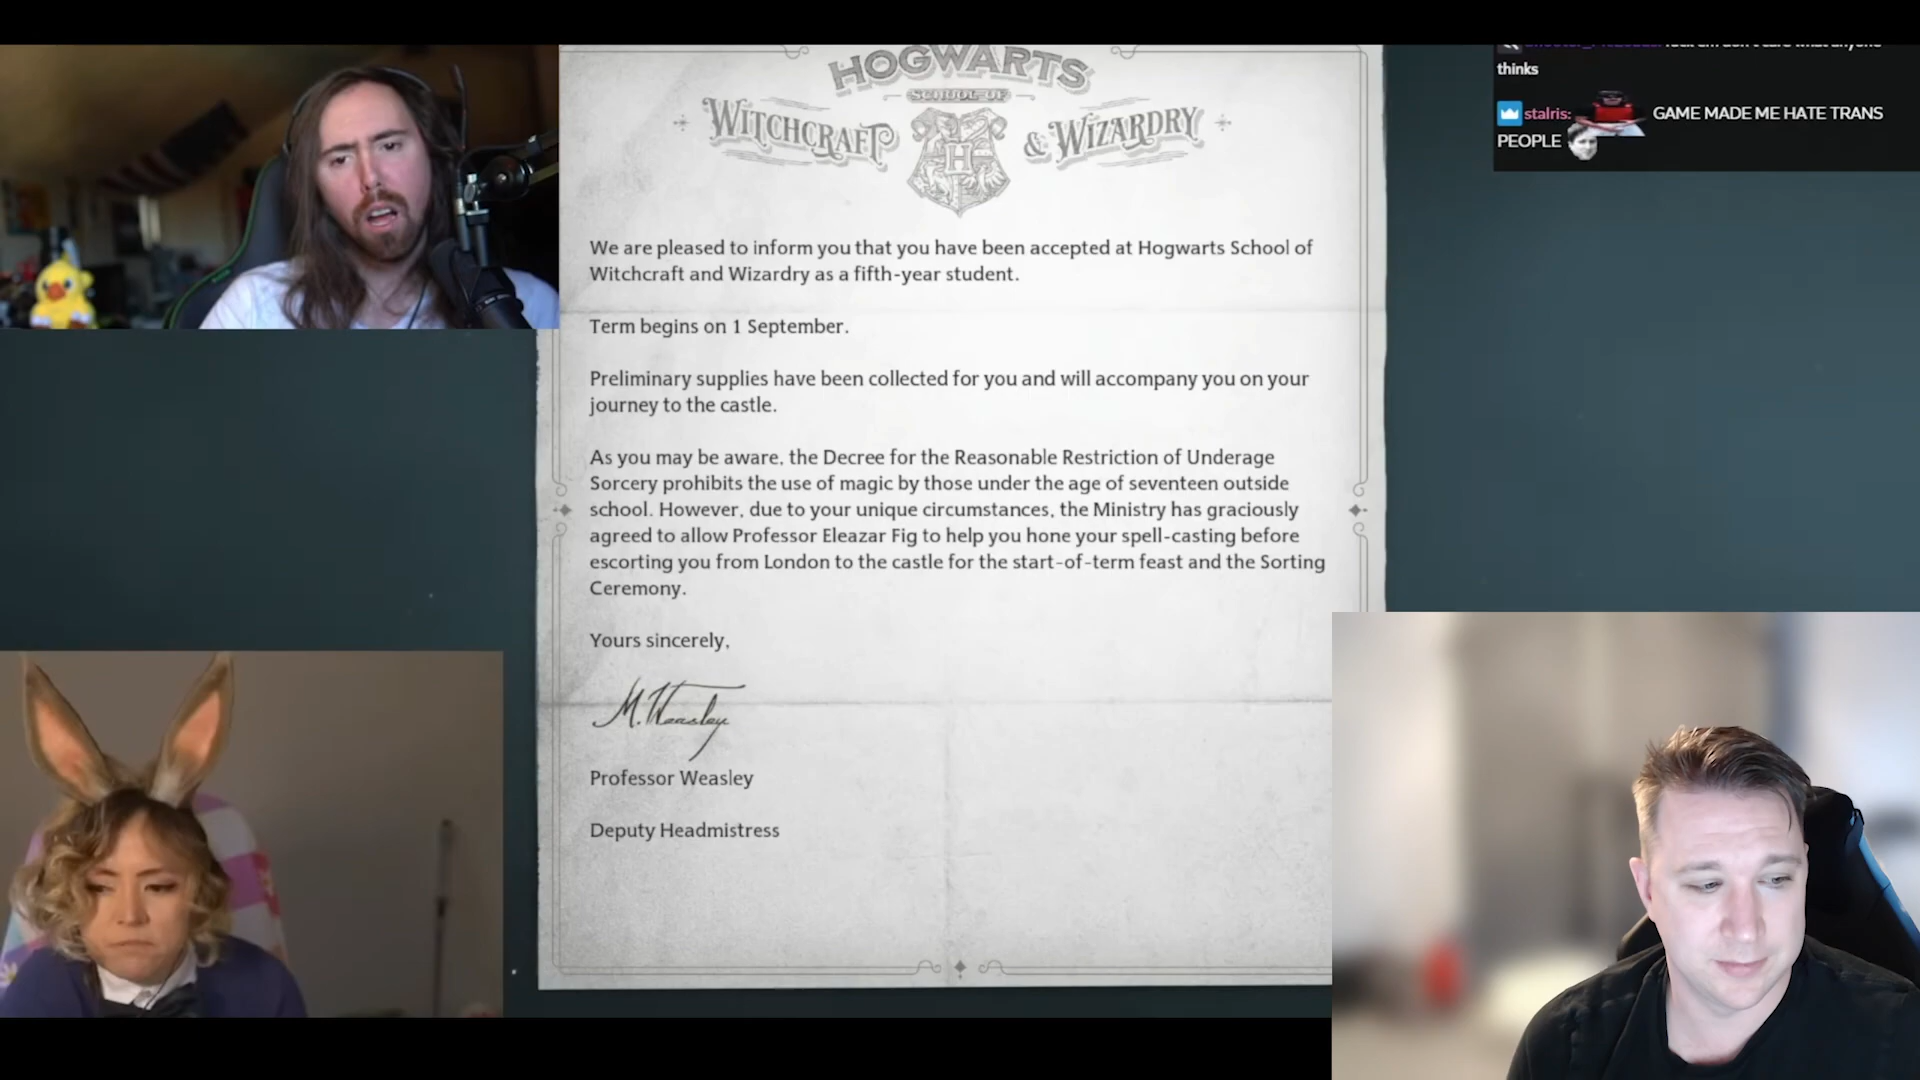 HOGWARTS
SCHOOL OF
WITCHCRAFT & WIZARDRY
H
We are pleased to inform you that you have been accepted at Hogwarts School of
Witchcraft and Wizardry as a fifth-year student.
Term begins on 1 September.
Preliminary supplies have been collected for you and will accompany you on your
journey to the castle.
As you may be aware, the Decree for the Reasonable Restriction of Underage
Sorcery prohibits the use of magic by those under the age of seventeen outside
school. However, due to your unique circumstances, the Ministry has graciously
agreed to allow Professor Eleazar Fig to help you hone your spell-casting before
escorting you from London to the castle for the start-of-term feast and the Sorting
Ceremony.
Yours sincerely,
M. Weasley
Professor Weasley
Deputy Headmistress
thinks
stalris: GAME MADE ME HATE TRANS
PEOPLE